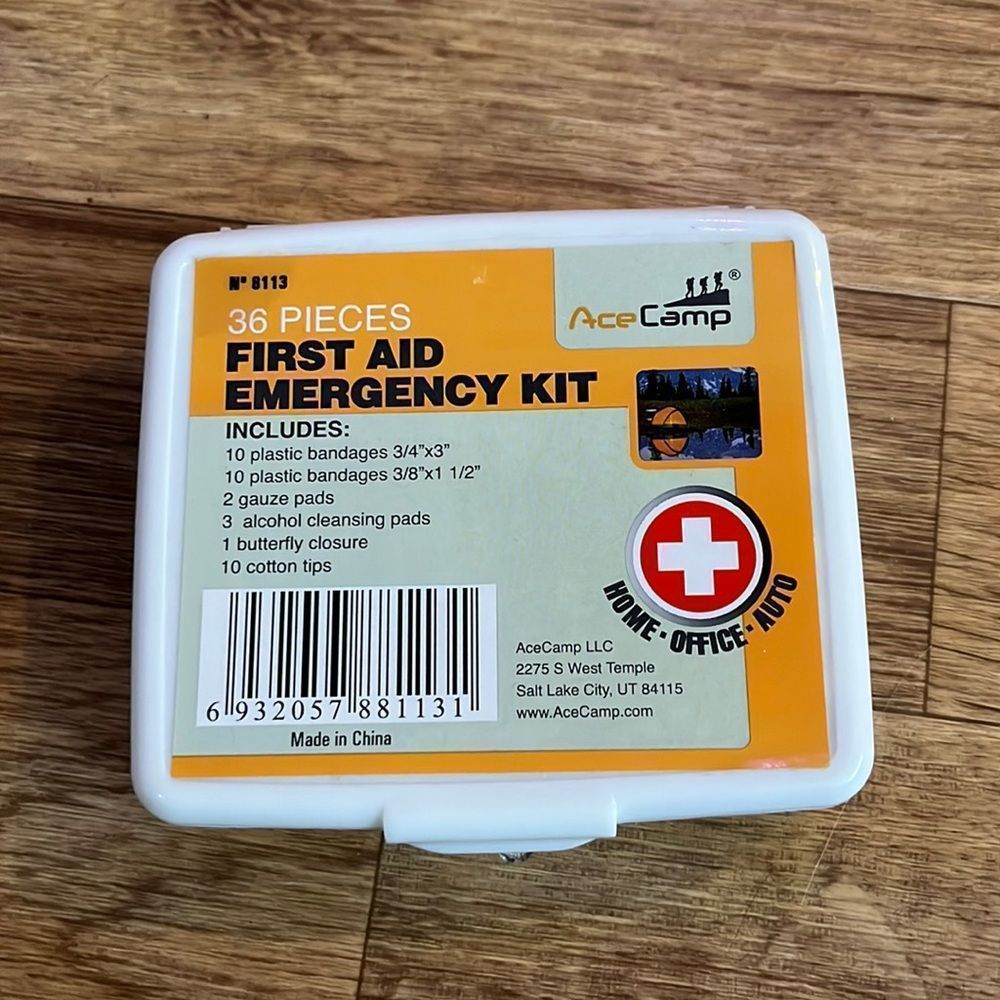 Nº 8113
36 PIECES
FIRST AID
EMERGENCY KIT
AceCamp®
INCLUDES:
10 plastic bandages 3/4”x3”
10 plastic bandages 3/8”x1 1/2”
2 gauze pads
3 alcohol cleansing pads
1 butterfly closure
10 cotton tips
HOME · OFFICE · AUTO
6 932057 881131
Made in China
AceCamp LLC
2275 S West Temple
Salt Lake City, UT 84115
www.AceCamp.com